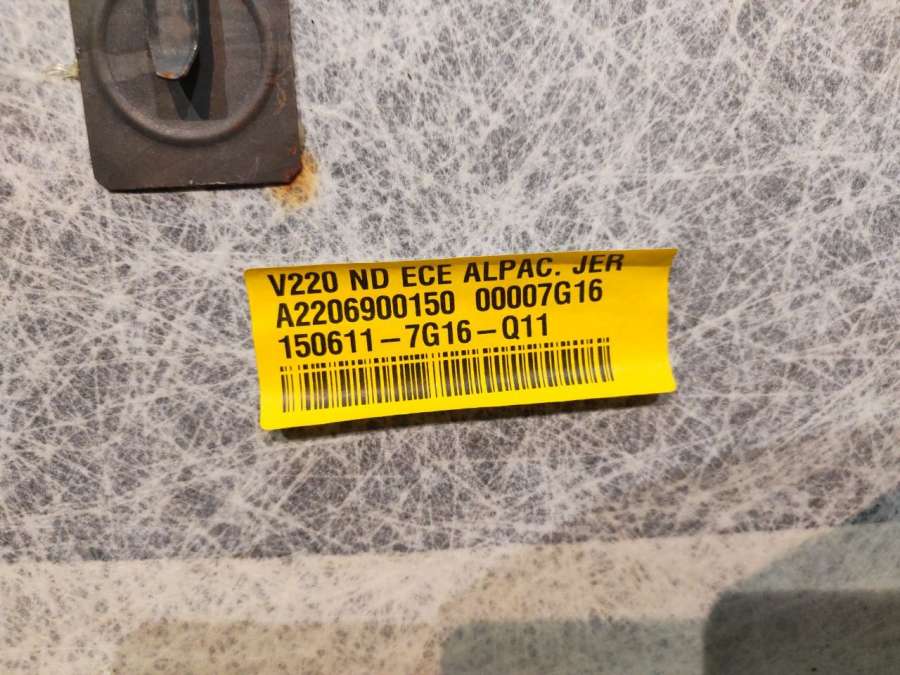 V220 ND ECE ALPAC. JER
A2206900150 00007G16
150611-7G16-Q11